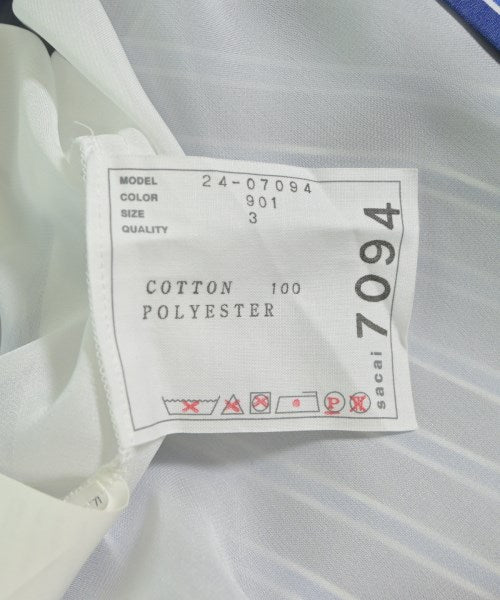 MODEL 24-07094
COLOR 901
SIZE 3
QUALITY
COTTON 100
POLYESTER
sacai 7094
P W